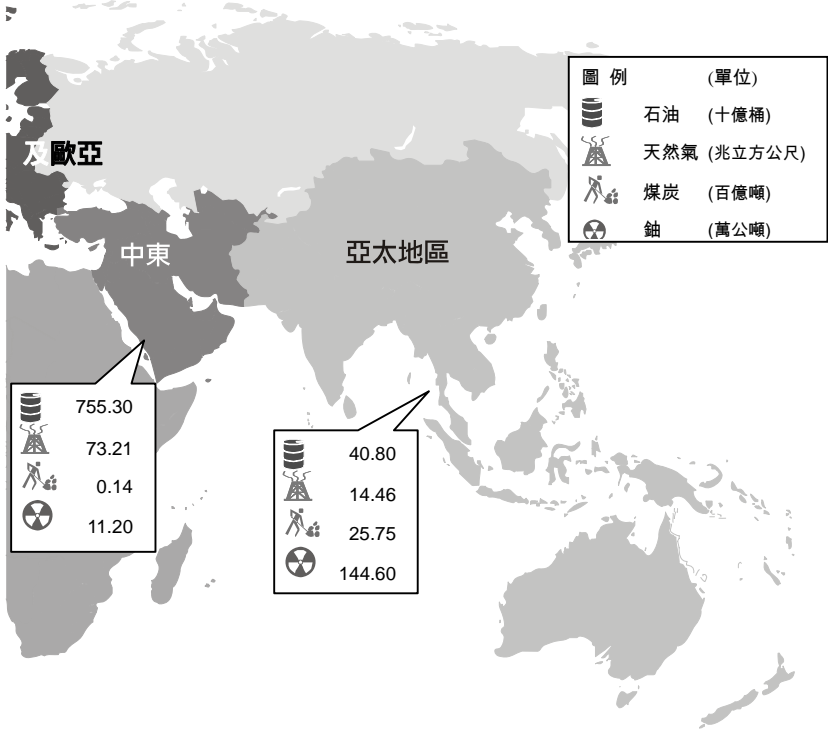 圖 例 (單位)
石油 (十億桶)
天然氣 (兆立方公尺)
煤炭 (百億噸)
鈾 (萬公噸)
及歐亞
中東
亞太地區
755.30
73.21
0.14
11.20
40.80
14.46
25.75
144.60